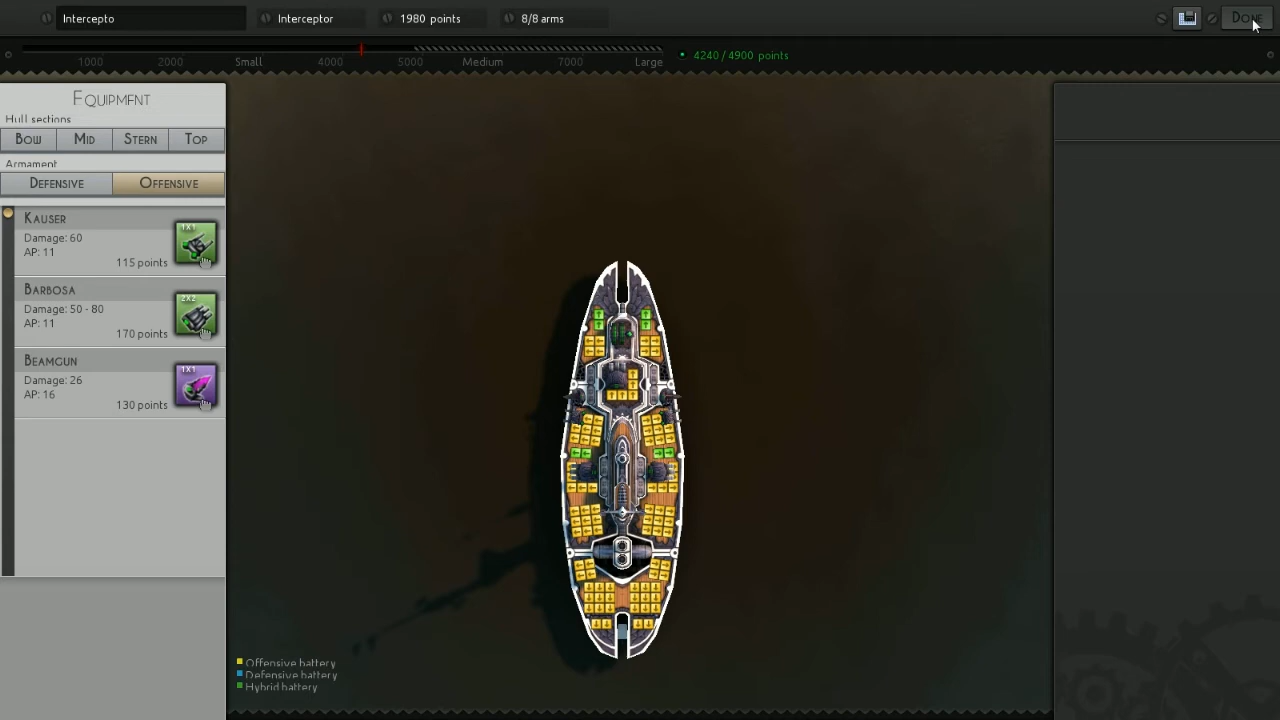 Intercepto
Interceptor
1980 points
8/8 arms
Done
1000
2000
Small
4000
5000
Medium
7000
Large
4240 / 4900 points
Equipment
Hull sections
Bow
Mid
Stern
Top
Armament
Defensive
Offensive
Kauser
Damage: 60
AP: 11
115 points
1X1
Barbosa
Damage: 50 - 80
AP: 11
170 points
2X2
Beamgun
Damage: 26
AP: 16
130 points
1X1
Offensive battery
Defensive battery
Hybrid battery